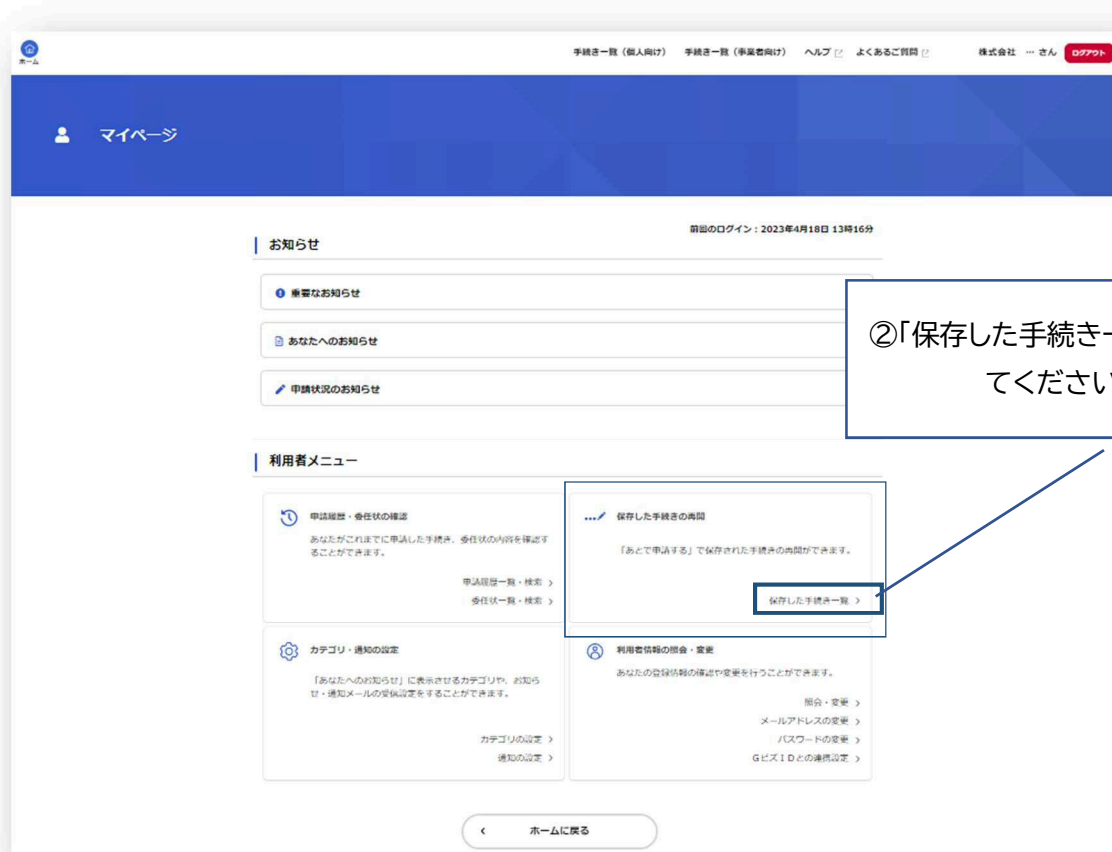 ホーム
手続き一覧（個人向け）　手続き一覧（事業者向け）　ヘルプ　よくあるご質問　株式会社　… さん　ログアウト
マイページ
前回のログイン：2023年4月18日 13時16分
お知らせ
重要なお知らせ
あなたへのお知らせ
申請状況のお知らせ
②「保存した手続き一
てください
利用者メニュー
申請履歴・委任状の確認
あなたがこれまでに申請した手続き、委任状の内容を確認す
ることができます。
申請履歴一覧・検索 ＞
委任状一覧・検索 ＞
保存した手続きの再開
「あとで申請する」で保存された手続きの再開ができます。
保存した手続き一覧 ＞
カテゴリ・通知の設定
「あなたへのお知らせ」に表示させるカテゴリや、お知ら
せ・通知メールの受信設定をすることができます。
カテゴリの設定 ＞
通知の設定 ＞
利用者情報の照会・変更
あなたの登録情報の確認や変更を行うことができます。
照会・変更 ＞
メールアドレスの変更 ＞
パスワードの変更 ＞
GビズIDとの連携設定 ＞
＜ ホームに戻る